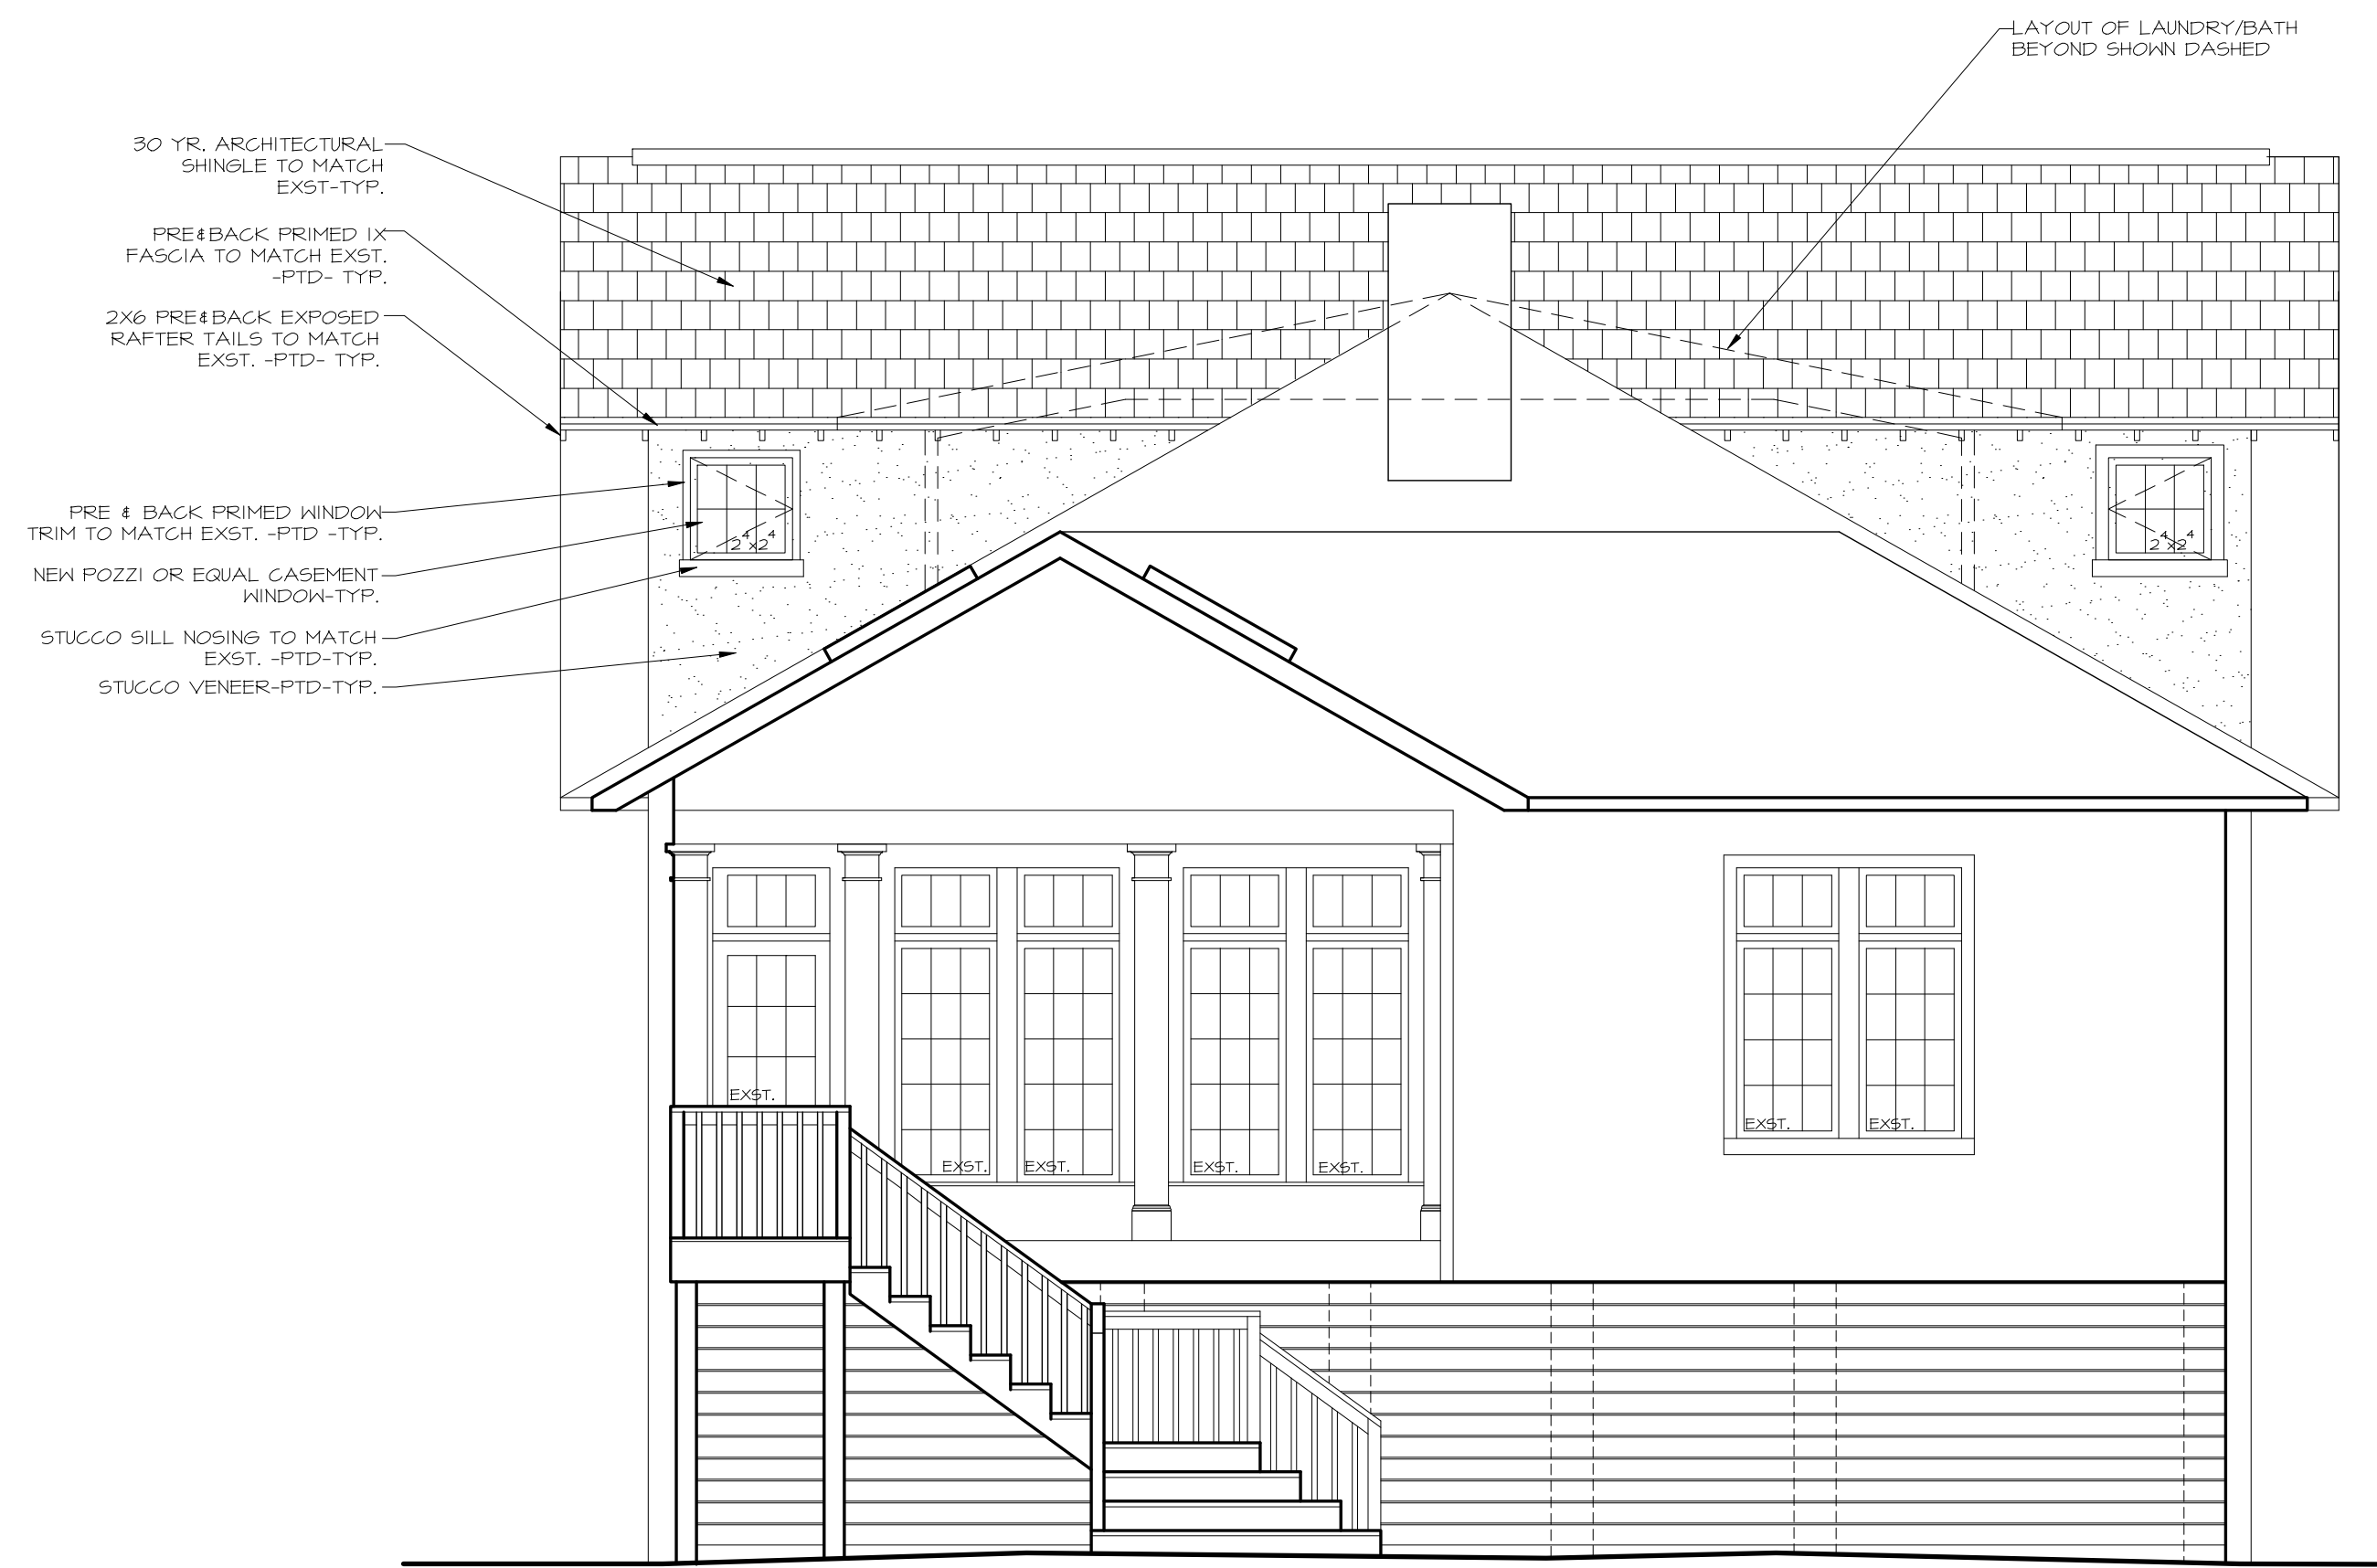 LAYOUT OF LAUNDRY/BATH
BEYOND SHOWN DASHED
30 YR. ARCHITECTURAL
SHINGLE TO MATCH
EXST-TYP.
PRE&BACK PRIMED 1X
FASCIA TO MATCH EXST.
-PTD- TYP.
2X6 PRE&BACK EXPOSED
RAFTER TAILS TO MATCH
EXST. -PTD- TYP.
PRE & BACK PRIMED WINDOW
TRIM TO MATCH EXST. -PTD -TYP.
NEW POZZI OR EQUAL CASEMENT
WINDOW-TYP.
STUCCO SILL NOSING TO MATCH
EXST. -PTD-TYP.
STUCCO VENEER-PTD-TYP.
2⁴x2⁴
2⁴x2⁴
EXST.
EXST.
EXST.
EXST.
EXST.
EXST.
EXST.